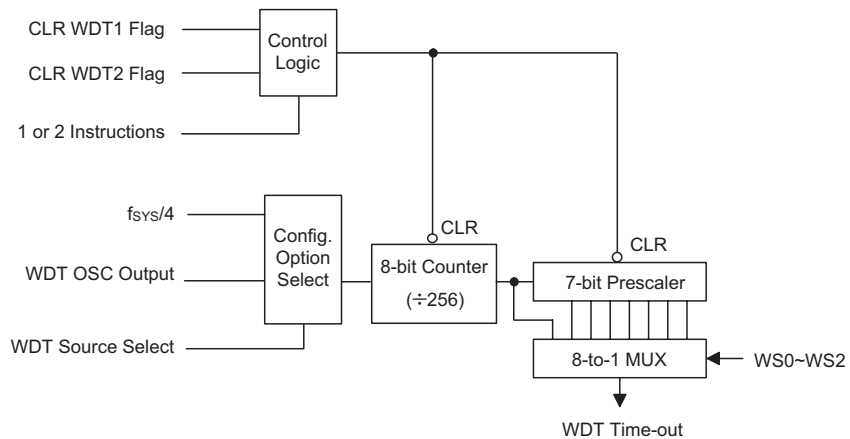 CLR WDT1 Flag
CLR WDT2 Flag
1 or 2 Instructions
Control
Logic
fSYS/4
WDT OSC Output
WDT Source Select
Config.
Option
Select
CLR
8-bit Counter
(÷256)
CLR
7-bit Prescaler
8-to-1 MUX
WS0~WS2
WDT Time-out